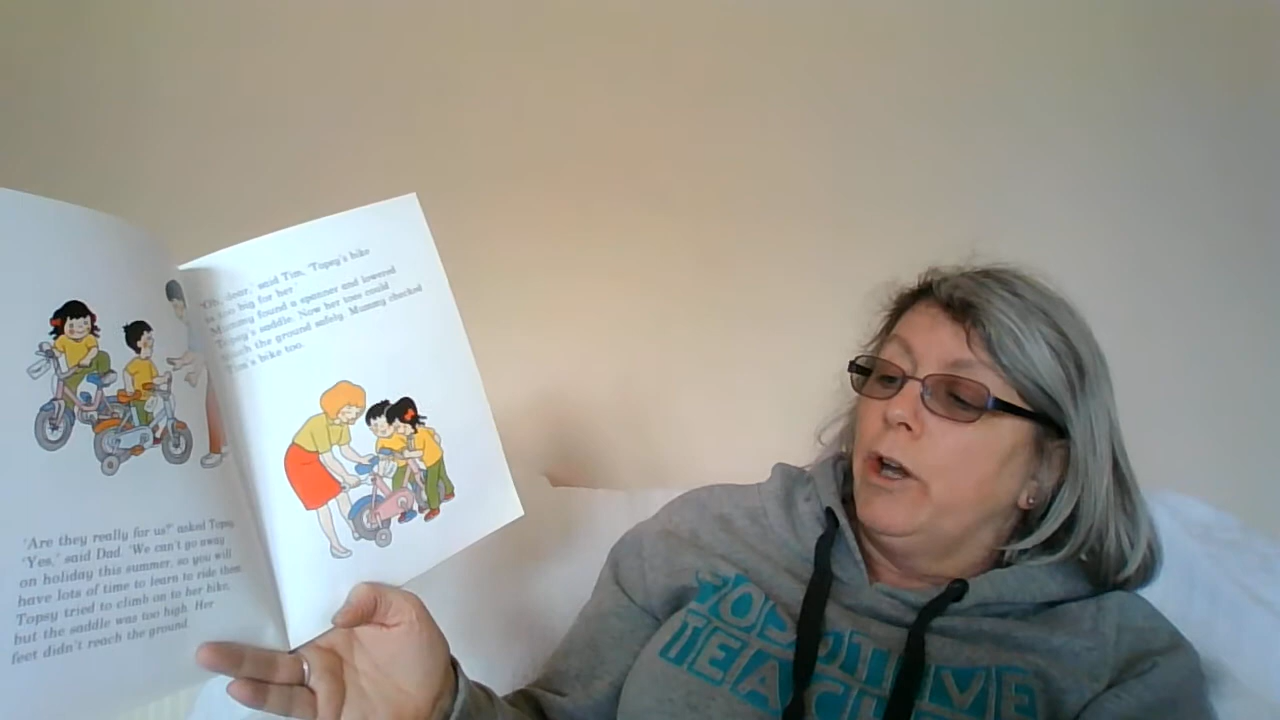 'Are they really for us?' asked Topsy.
'Yes,' said Dad. 'We can't go away
on holiday this summer, so you will
have lots of time to learn to ride them.'
Topsy tried to climb on to her bike,
but the saddle was too high. Her
feet didn't reach the ground.
'Oh, dear,' said Tim. 'Topsy's bike
is too big for her.'
Mummy found a spanner and lowered
Topsy's saddle. Now her toes could
touch the ground safely. Mummy checked
Tim's bike too.
POSITIVE
TEACH